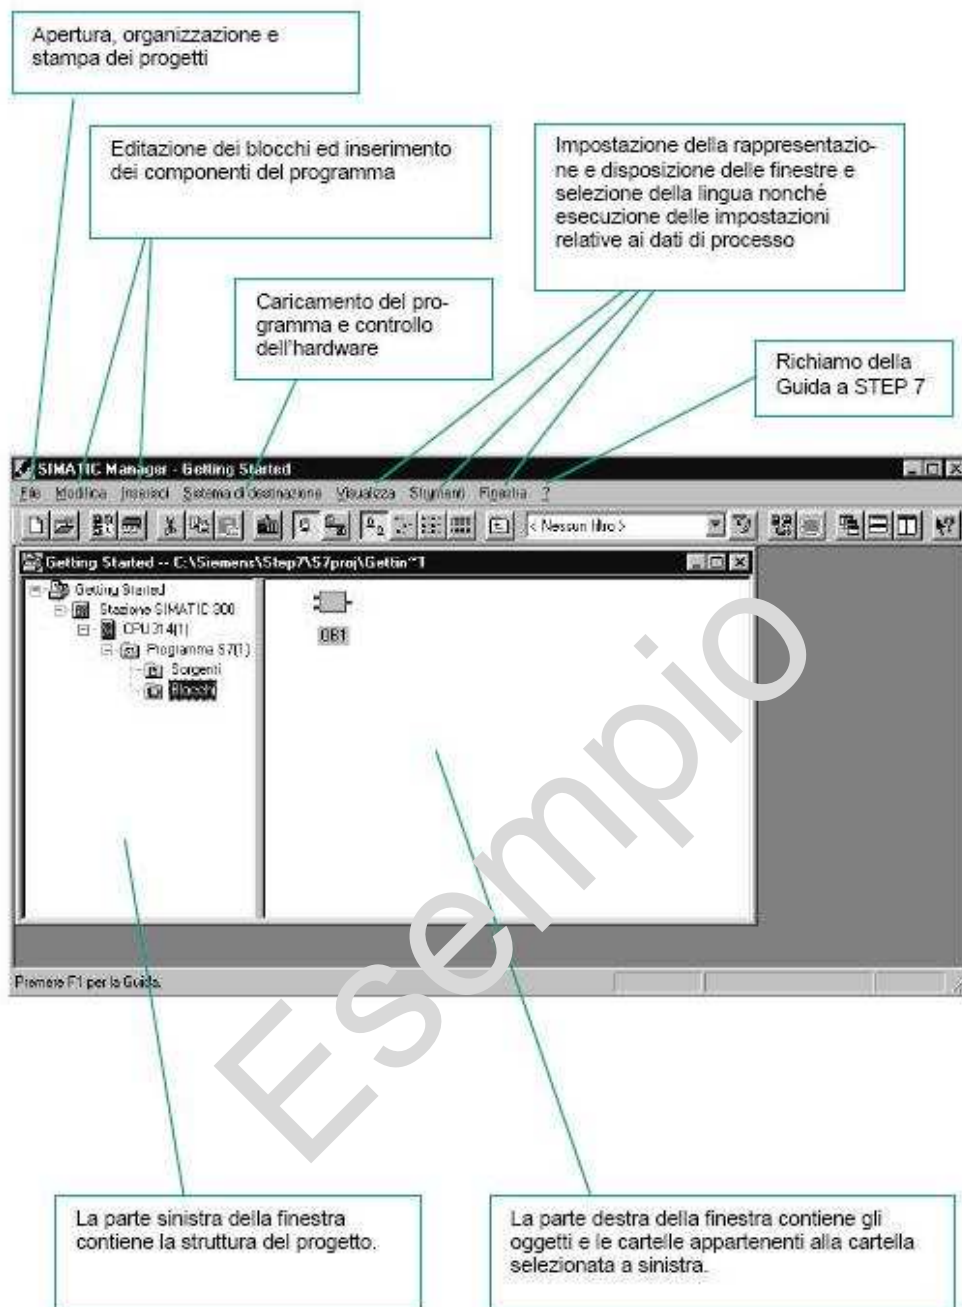 Apertura, organizzazione e
stampa dei progetti
Editazione dei blocchi ed inserimento
dei componenti del programma
Impostazione della rappresentazio-
ne e disposizione delle finestre e
selezione della lingua nonché
esecuzione delle impostazioni
relative ai dati di processo
Caricamento del pro-
gramma e controllo
dell'hardware
Richiamo della
Guida a STEP 7
SIMATIC Manager - Getting Started
File Modifica Inserisci Sistema di destinazione Visualizza Strumenti Finestra ?
< Nessun filtro >
Getting Started -- C:\Siemens\Step7\S7proj\Gettin~1
Getting Started
Stazione SIMATIC 300
CPU314(1)
Programma S7(1)
Sorgenti
Blocchi
OB1
Esempio
Premere F1 per la Guida.
La parte sinistra della finestra
contiene la struttura del progetto.
La parte destra della finestra contiene gli
oggetti e le cartelle appartenenti alla cartella
selezionata a sinistra.